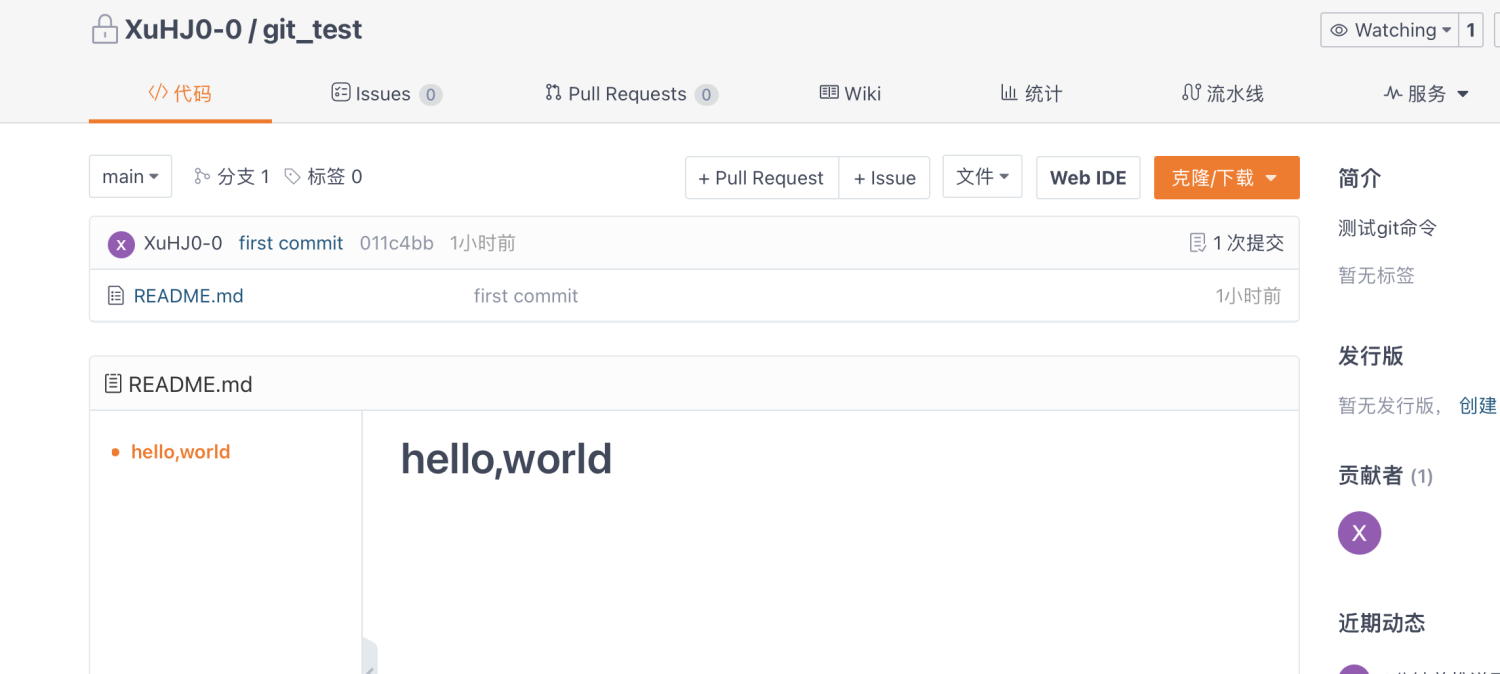 XuHJ0-0 / git_test
Watching 1
代码 Issues 0 Pull Requests 0 Wiki 统计 流水线 服务
main 分支 1 标签 0 + Pull Request + Issue 文件 Web IDE 克隆/下载
X XuHJ0-0 first commit 011c4bb 1小时前 1 次提交
README.md first commit 1小时前
README.md
hello,world
hello,world
简介
测试git命令
暂无标签
发行版
暂无发行版， 创建
贡献者 (1)
X
近期动态